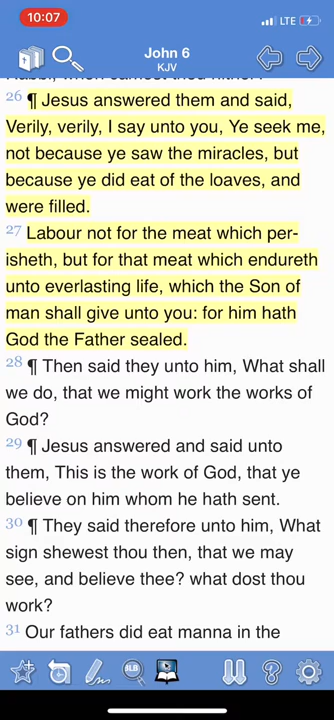 10:07
LTE
John 6
KJV
Rabbi, when camest thou hither?
26 ¶ Jesus answered them and said,
Verily, verily, I say unto you, Ye seek me,
not because ye saw the miracles, but
because ye did eat of the loaves, and
were filled.
27 Labour not for the meat which per-
isheth, but for that meat which endureth
unto everlasting life, which the Son of
man shall give unto you: for him hath
God the Father sealed.
28 ¶ Then said they unto him, What shall
we do, that we might work the works of
God?
29 ¶ Jesus answered and said unto
them, This is the work of God, that ye
believe on him whom he hath sent.
30 ¶ They said therefore unto him, What
sign shewest thou then, that we may
see, and believe thee? what dost thou
work?
31 Our fathers did eat manna in the
BLB